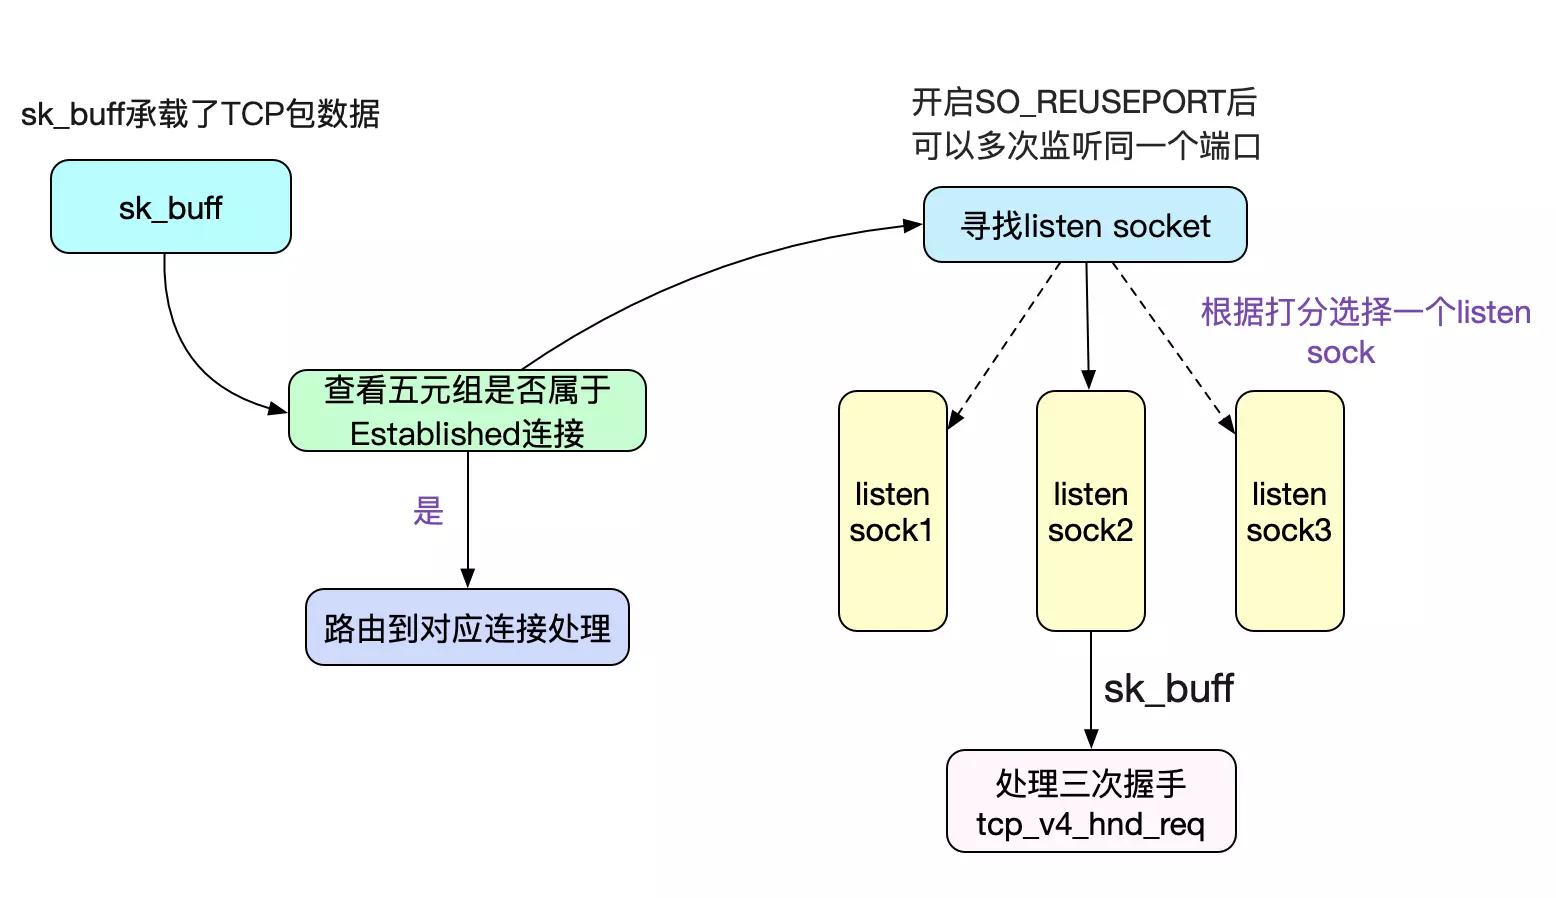 sk_buff承载了TCP包数据
sk_buff
开启SO_REUSEPORT后
可以多次监听同一个端口
寻找listen socket
根据打分选择一个listen
sock
查看五元组是否属于
Established连接
是
路由到对应连接处理
listen
sock1
listen
sock2
listen
sock3
sk_buff
处理三次握手
tcp_v4_hnd_req